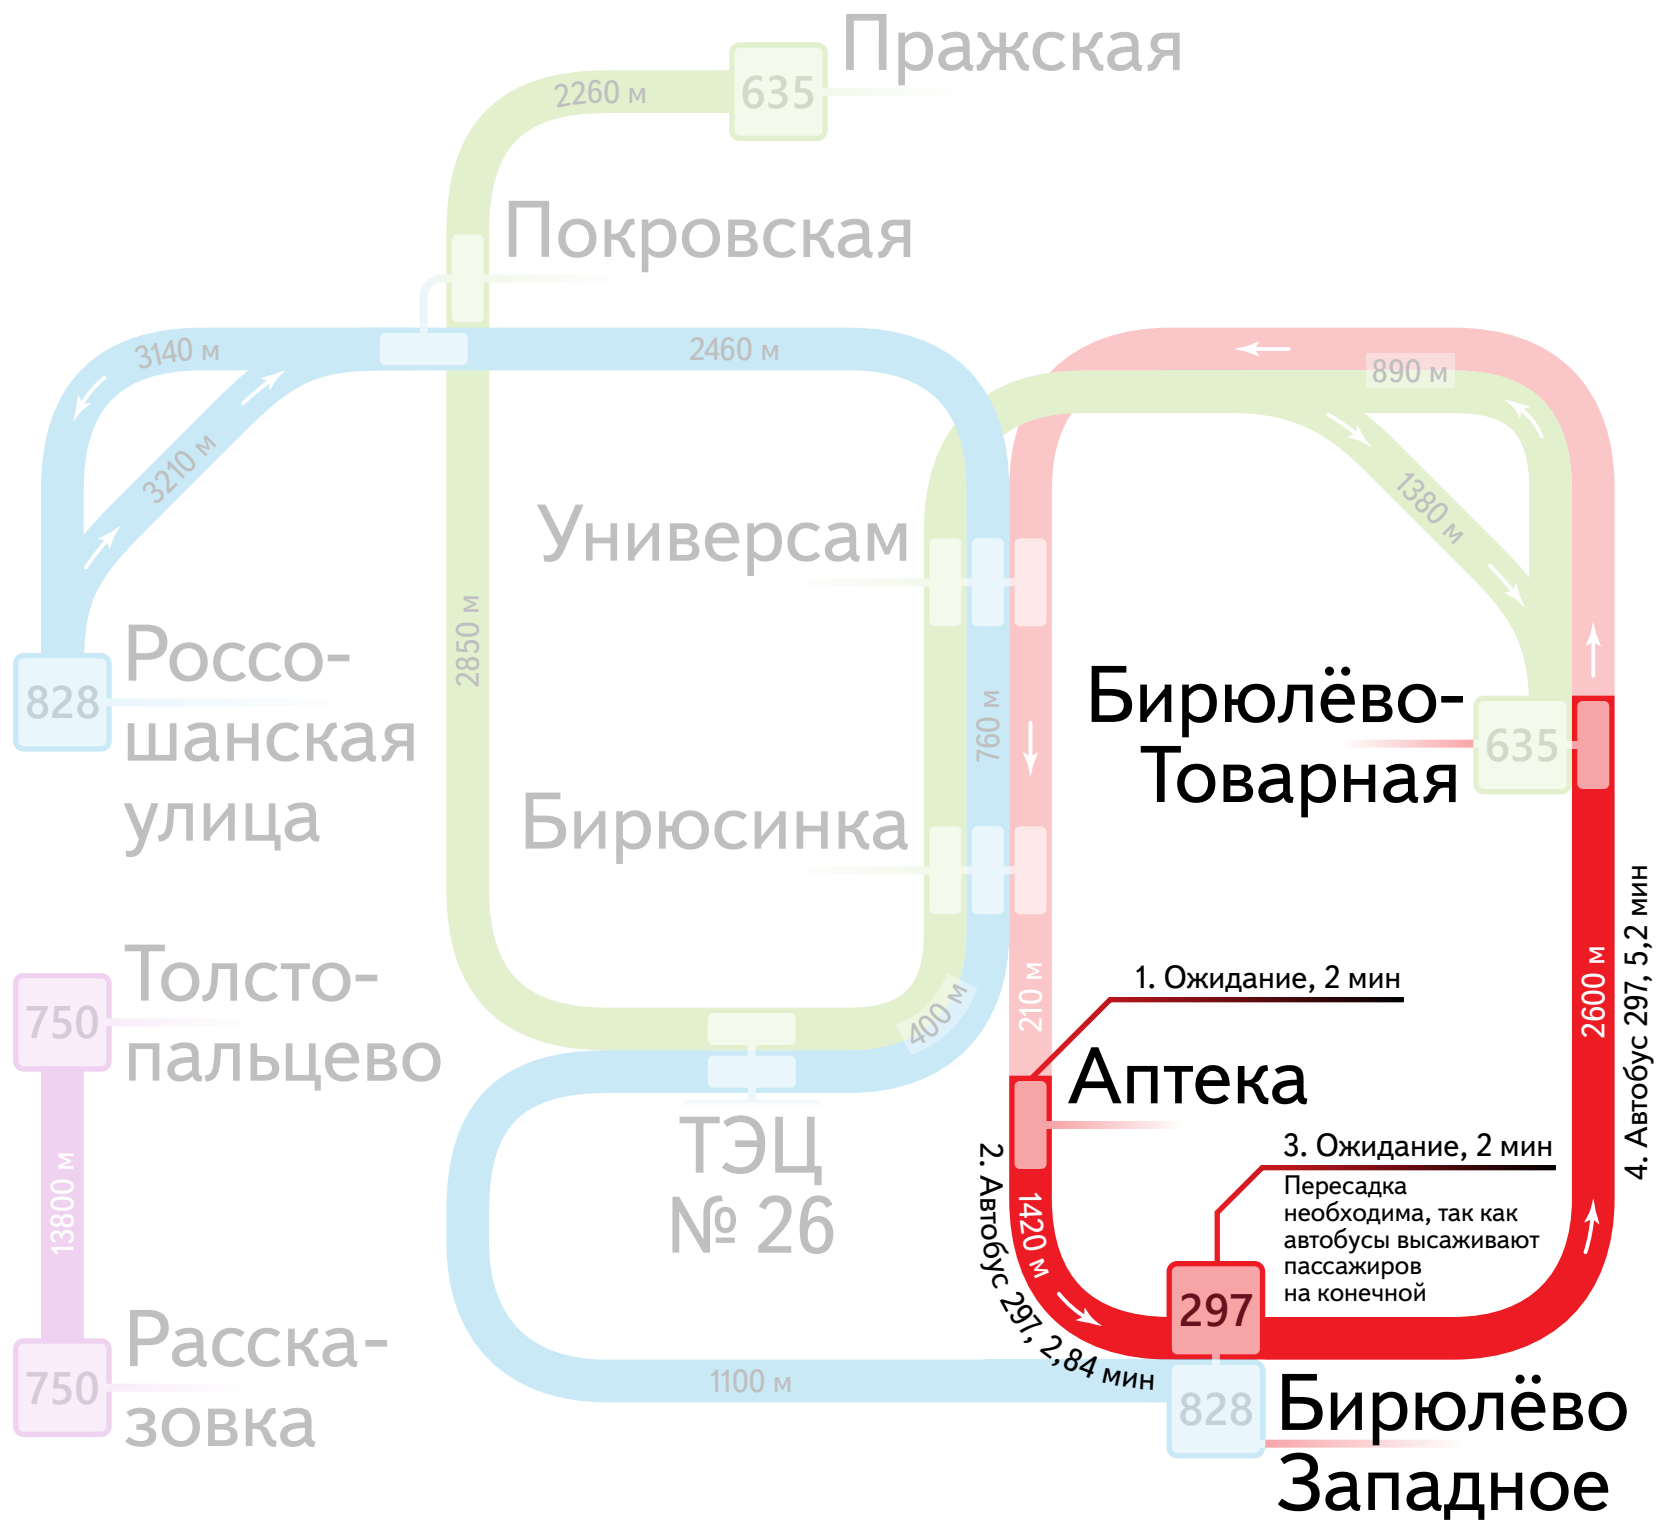 Пражская
635
2260 м
Покровская
3140 м
2460 м
890 м
3210 м
1380 м
Универсам
2850 м
760 м
Россо-
шанская
улица
828
Бирюлёво-
Товарная
635
Бирюсинка
Толсто-
пальцево
750
400 м
210 м
1. Ожидание, 2 мин
2600 м
4. Автобус 297, 5,2 мин
Аптека
ТЭЦ
№ 26
13800 м
2. Автобус 297, 2,84 мин
1420 м
3. Ожидание, 2 мин
Пересадка
необходима, так как
автобусы высаживают
пассажиров
на конечной
297
Расска-
зовка
750
1100 м
828
Бирюлёво
Западное